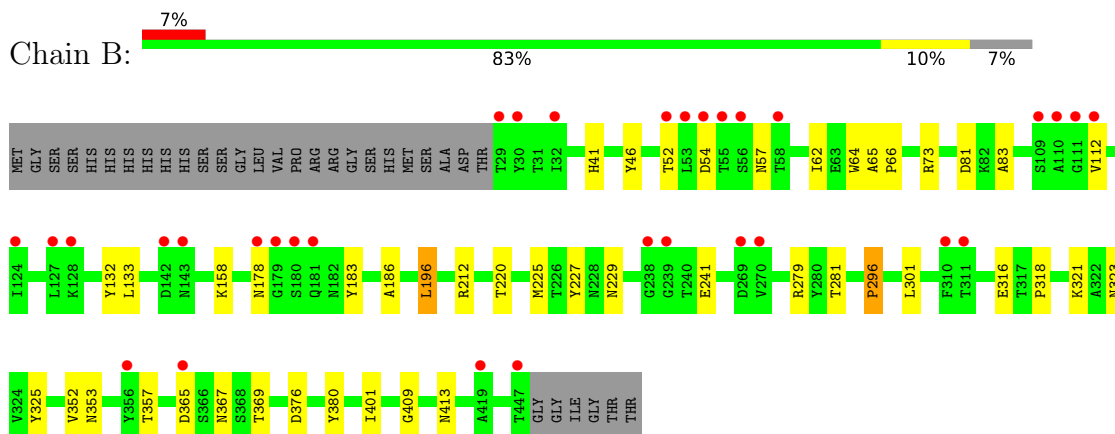 7%
Chain B:
83% 10% 7%
MET GLY SER SER HIS HIS HIS HIS HIS HIS SER SER GLY LEU VAL PRO ARG ARG GLY SER HIS MET SER ALA ASP THR T29 Y30 T31 I32 H41 Y46 T52 L53 D54 T55 S56 N57 T58 I62 E63 W64 A65 P66 R73 D81 K82 A83 S109 A110 G111 V112
I124 L127 K128 Y132 L133 D142 N143 K158 N178 G179 S180 Q181 N182 Y183 A186 L196 R212 T220 M225 T226 Y227 N228 N229 G238 G239 T240 E241 D269 V270 R279 Y280 T281 P296 L301 F310 T311 E316 T317 P318 K321 A322 N323
V324 Y325 V352 N353 Y356 T357 D365 S366 N367 S368 T369 D376 Y380 I401 G409 N413 A419 T447 GLY GLY ILE GLY THR THR